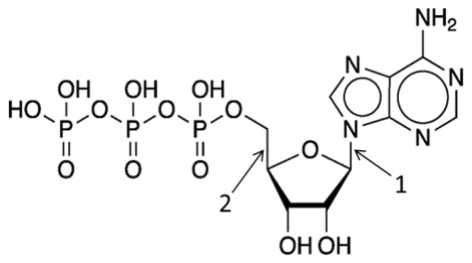 NH₂
N N
OH OH OH
HO O O O N N
P P P
O
O O O
1
2
OH OH